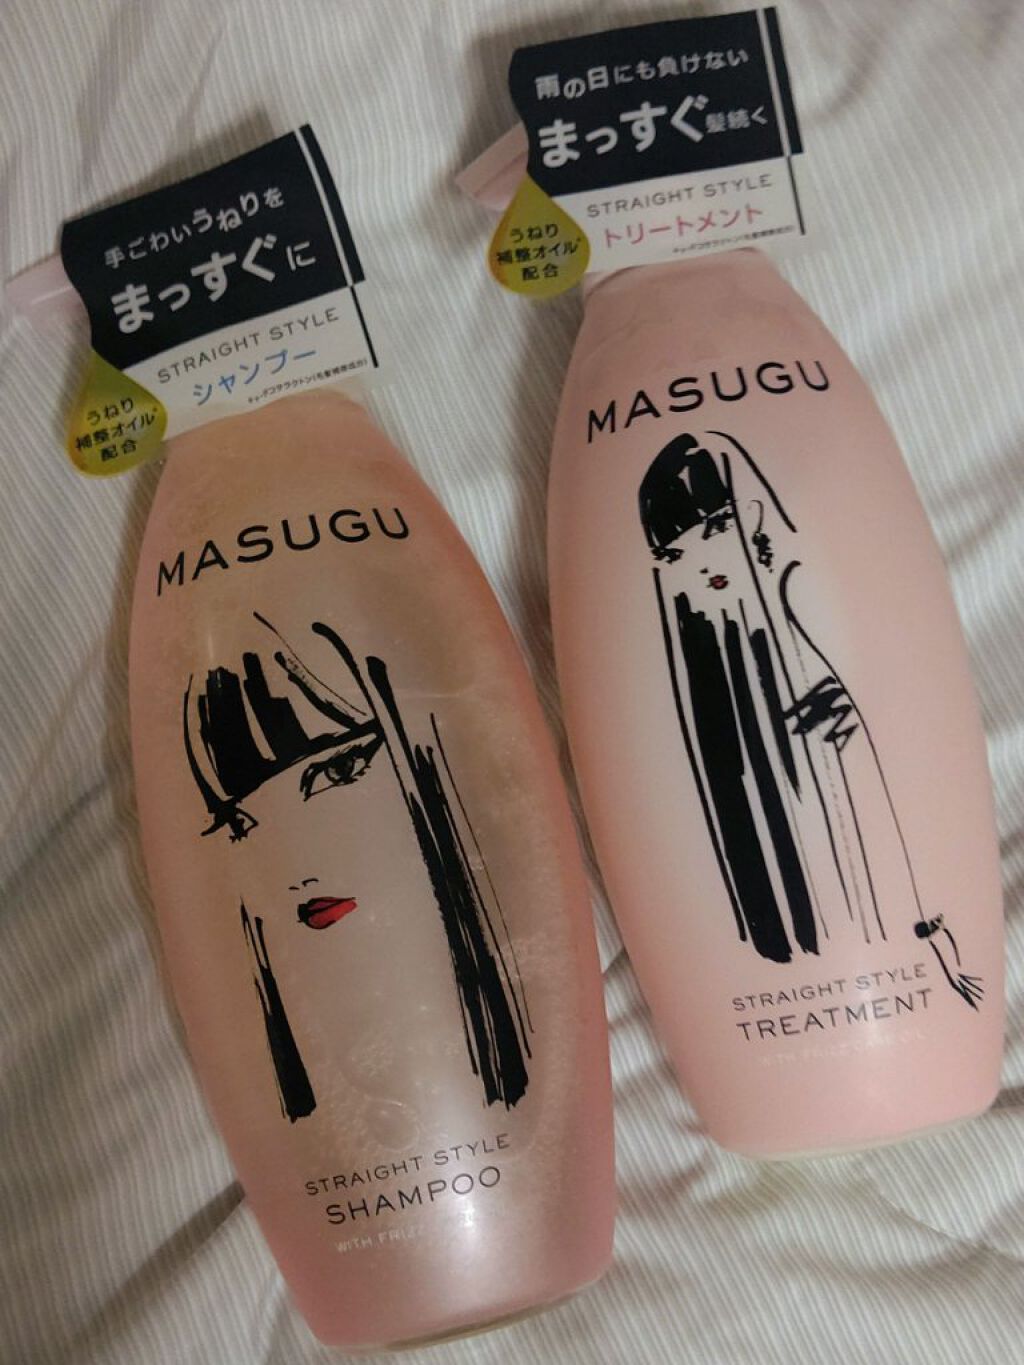 手ごわいうねりを
まっすぐに
STRAIGHT STYLE
シャンプー
うねり
補整オイル*
配合
MASUGU
STRAIGHT STYLE
SHAMPOO
WITH
雨の日にも負けない
まっすぐ髪続く
STRAIGHT STYLE
トリートメント
うねり
補整オイル*
配合
MASUGU
STRAIGHT STYLE
TREATMENT
WITH